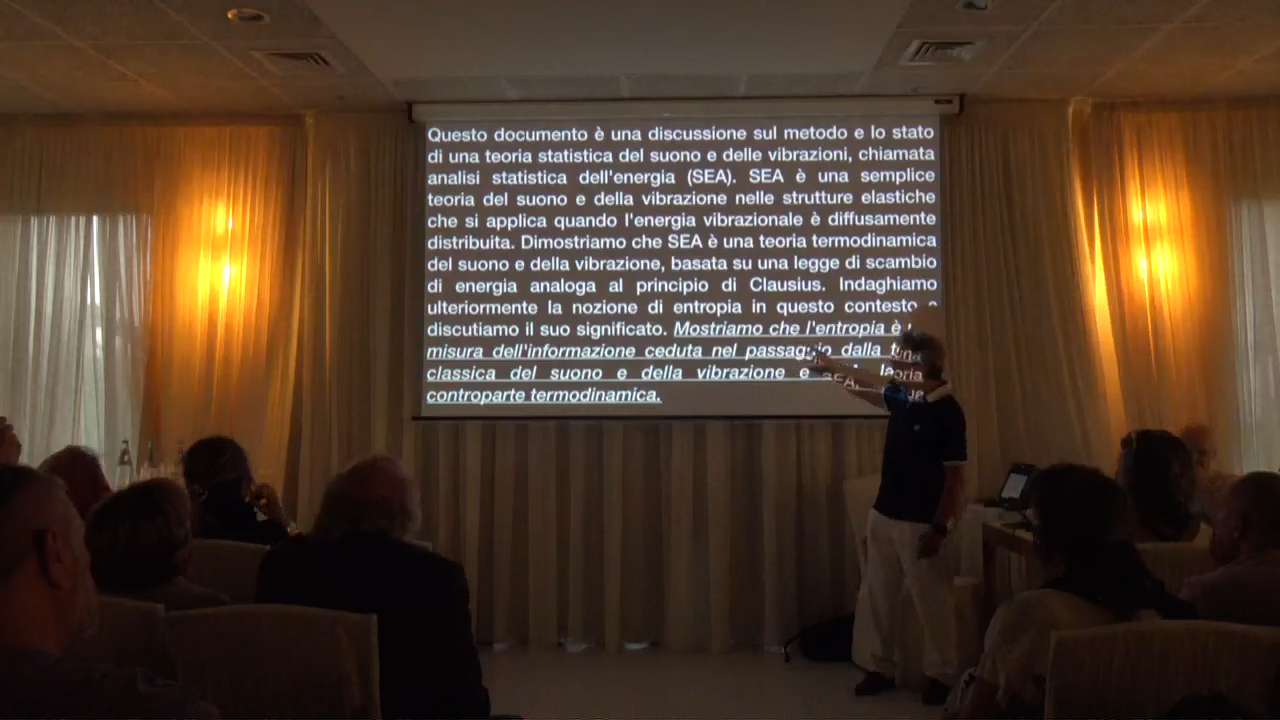 Questo documento è una discussione sul metodo e lo stato
di una teoria statistica del suono e delle vibrazioni, chiamata
analisi statistica dell'energia (SEA). SEA è una semplice
teoria del suono e della vibrazione nelle strutture elastiche
che si applica quando l'energia vibrazionale è diffusamente
distribuita. Dimostriamo che SEA è una teoria termodinamica
del suono e della vibrazione, basata su una legge di scambio
di energia analoga al principio di Clausius. Indaghiamo
ulteriormente la nozione di entropia in questo contesto e
discutiamo il suo significato. Mostriamo che l'entropia è
misura dell'informazione ceduta nel passaggio dalla
classica del suono e della vibrazione e SEA,
controparte termodinamica.